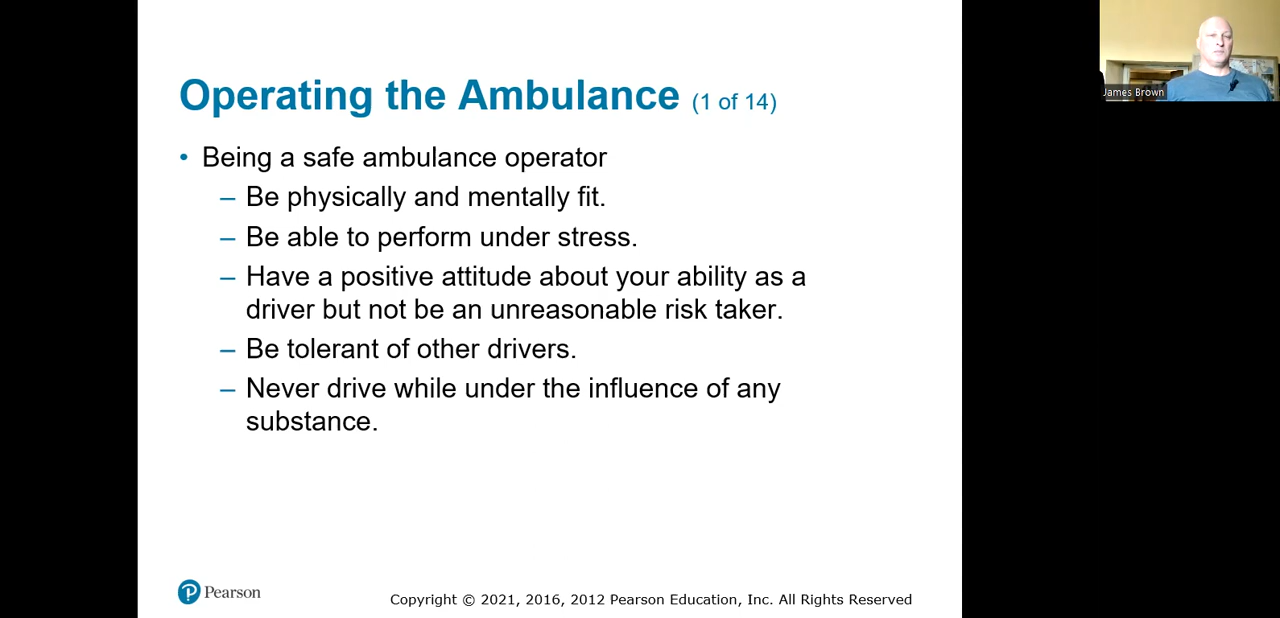 Operating the Ambulance (1 of 14)
• Being a safe ambulance operator
– Be physically and mentally fit.
– Be able to perform under stress.
– Have a positive attitude about your ability as a
driver but not be an unreasonable risk taker.
– Be tolerant of other drivers.
– Never drive while under the influence of any
substance.
Pearson
Copyright © 2021, 2016, 2012 Pearson Education, Inc. All Rights Reserved
James Brown